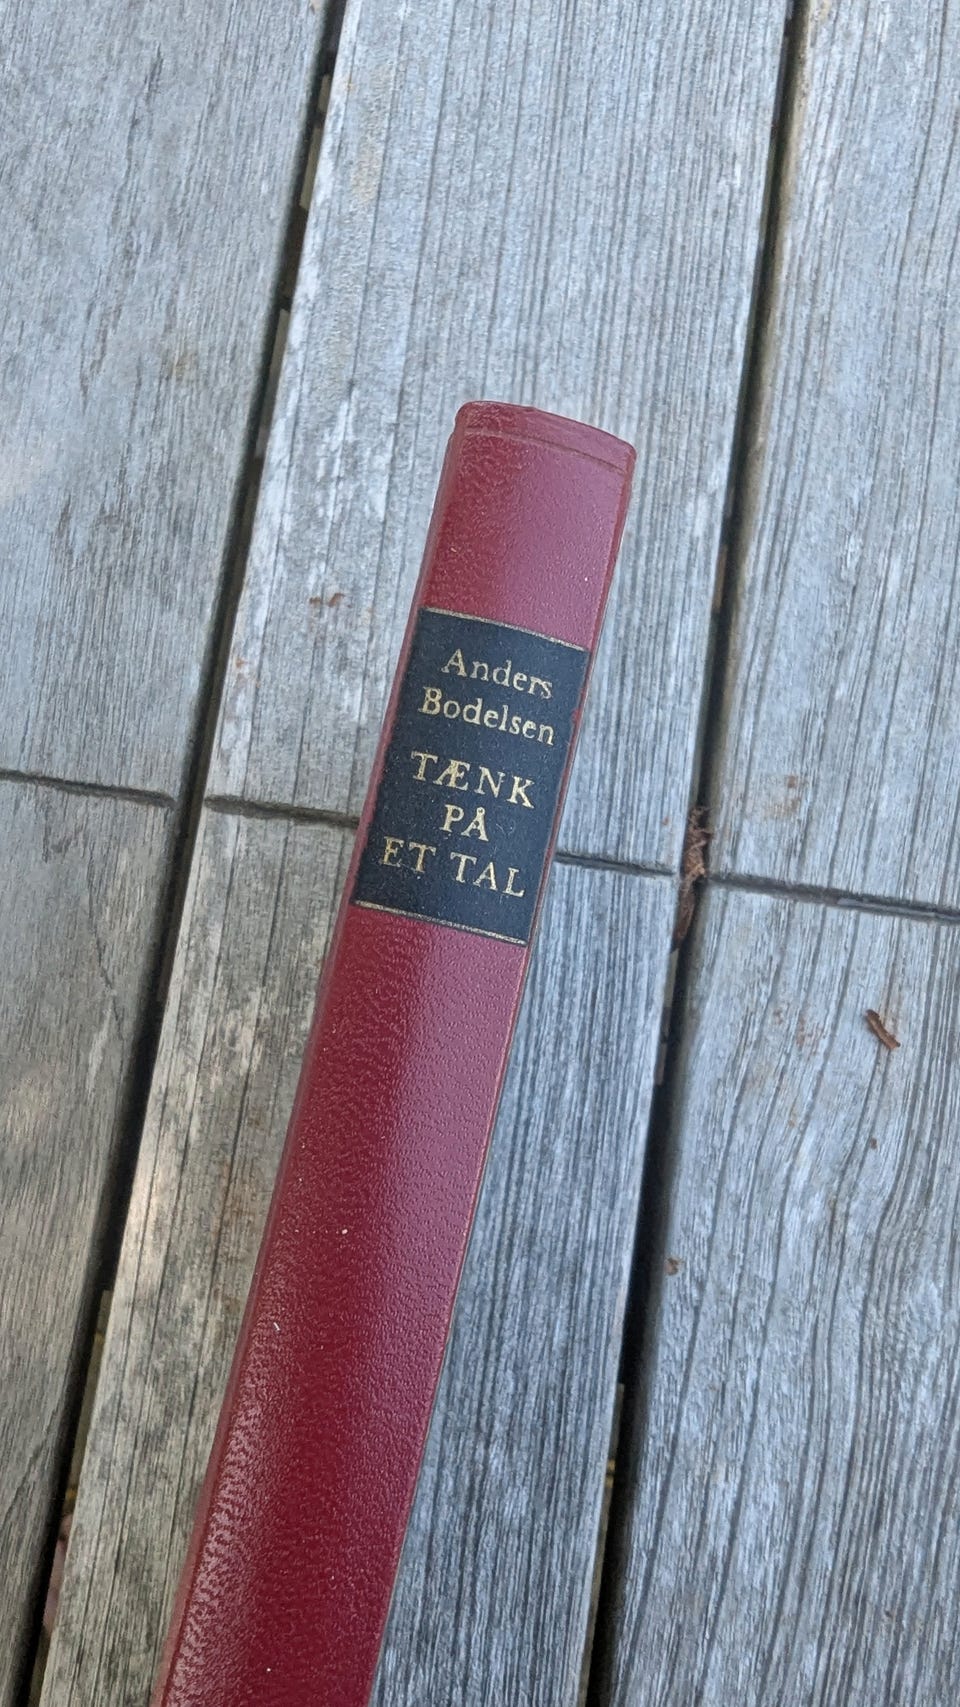 Anders
Bodelsen
TÆNK
PÅ
ET TAL